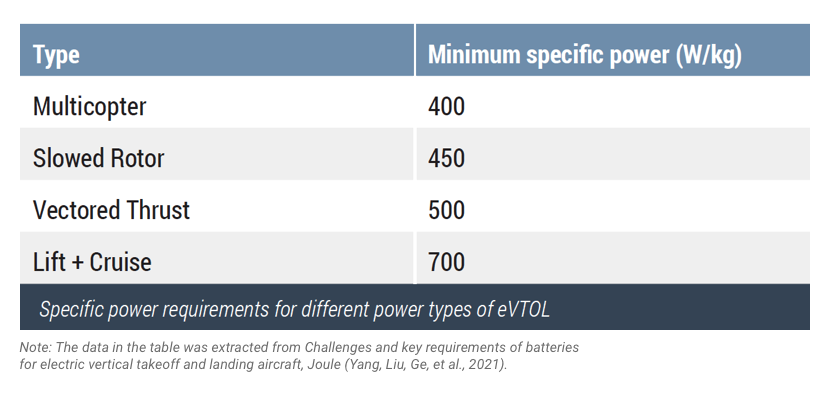 Type Minimum specific power (W/kg)
Multicopter 400
Slowed Rotor 450
Vectored Thrust 500
Lift + Cruise 700
Specific power requirements for different power types of eVTOL
Note: The data in the table was extracted from Challenges and key requirements of batteries
for electric vertical takeoff and landing aircraft, Joule (Yang, Liu, Ge, et al., 2021).